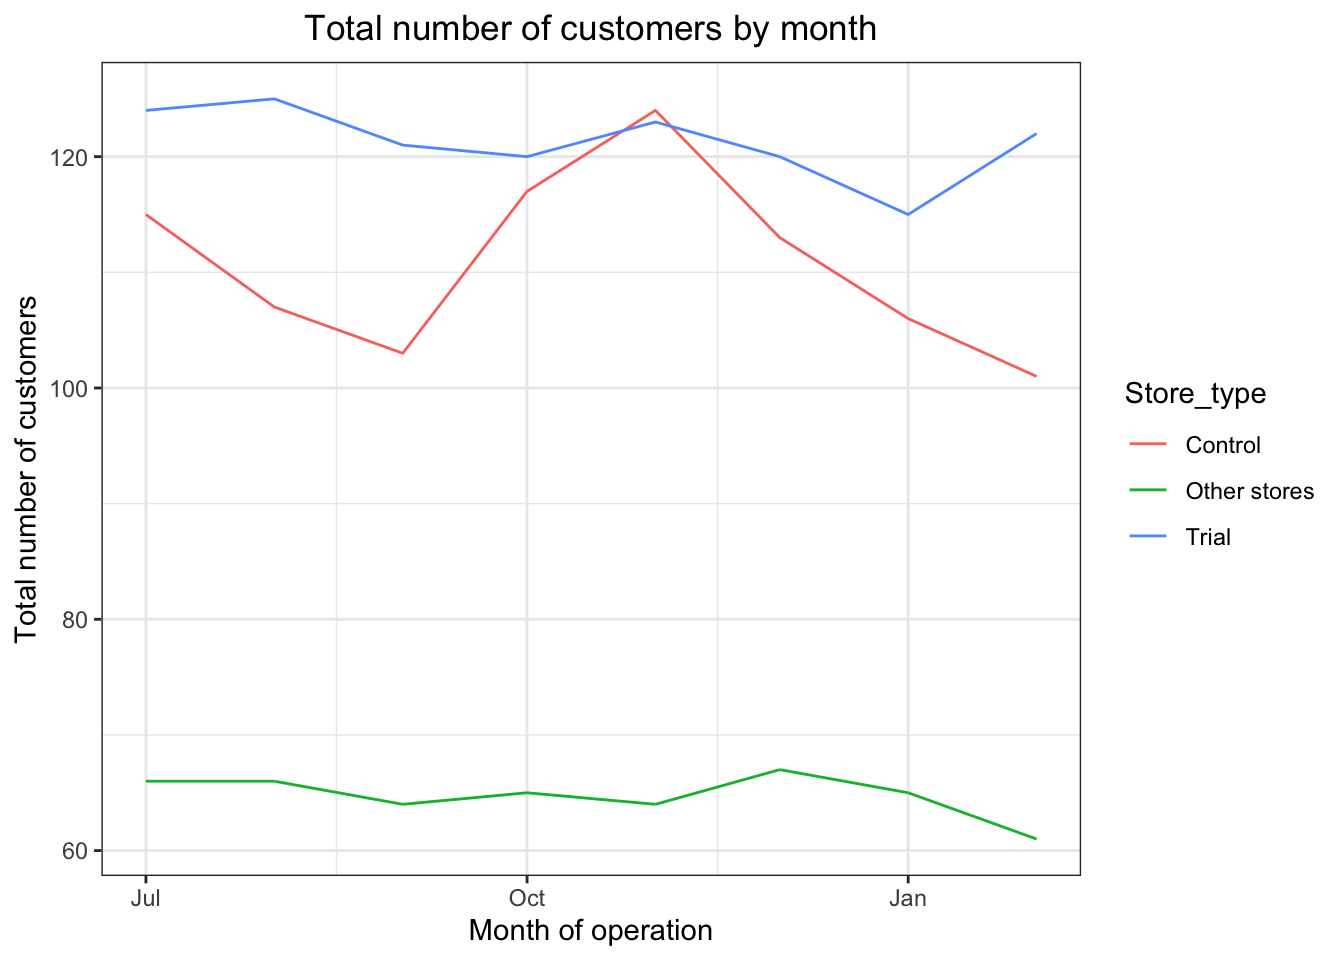 Total number of customers by month
Total number of customers
120
100
80
60
Jul
Oct
Jan
Month of operation
Store_type
Control
Other stores
Trial